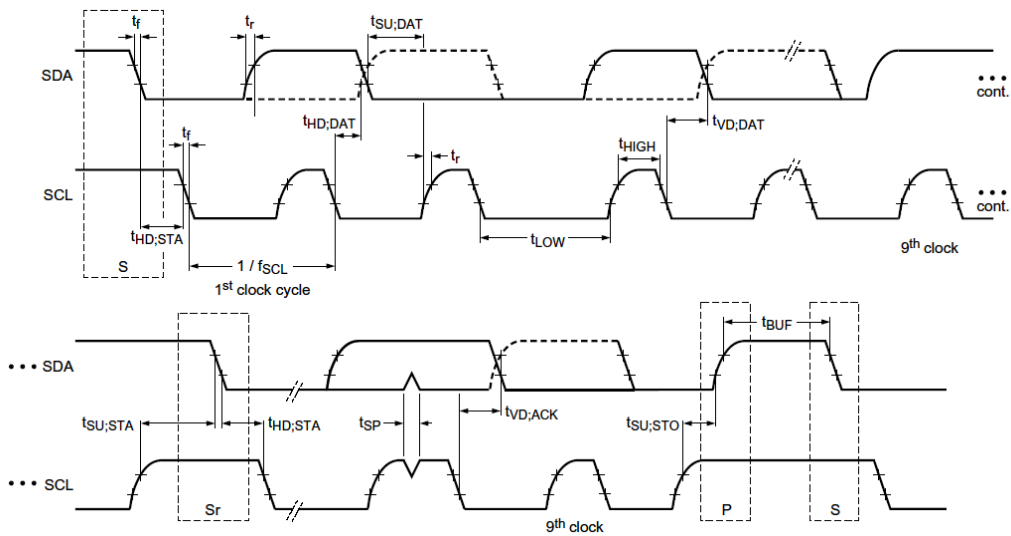 tf
tr
tSU;DAT
SDA
cont.
tHD;DAT
tVD;DAT
tf
tr
tHIGH
SCL
cont.
tHD;STA
tLOW
9th clock
S
1 / fSCL
1st clock cycle
tBUF
SDA
tSU;STA
tHD;STA
tSP
tVD;ACK
tSU;STO
SCL
Sr
9th clock
P
S